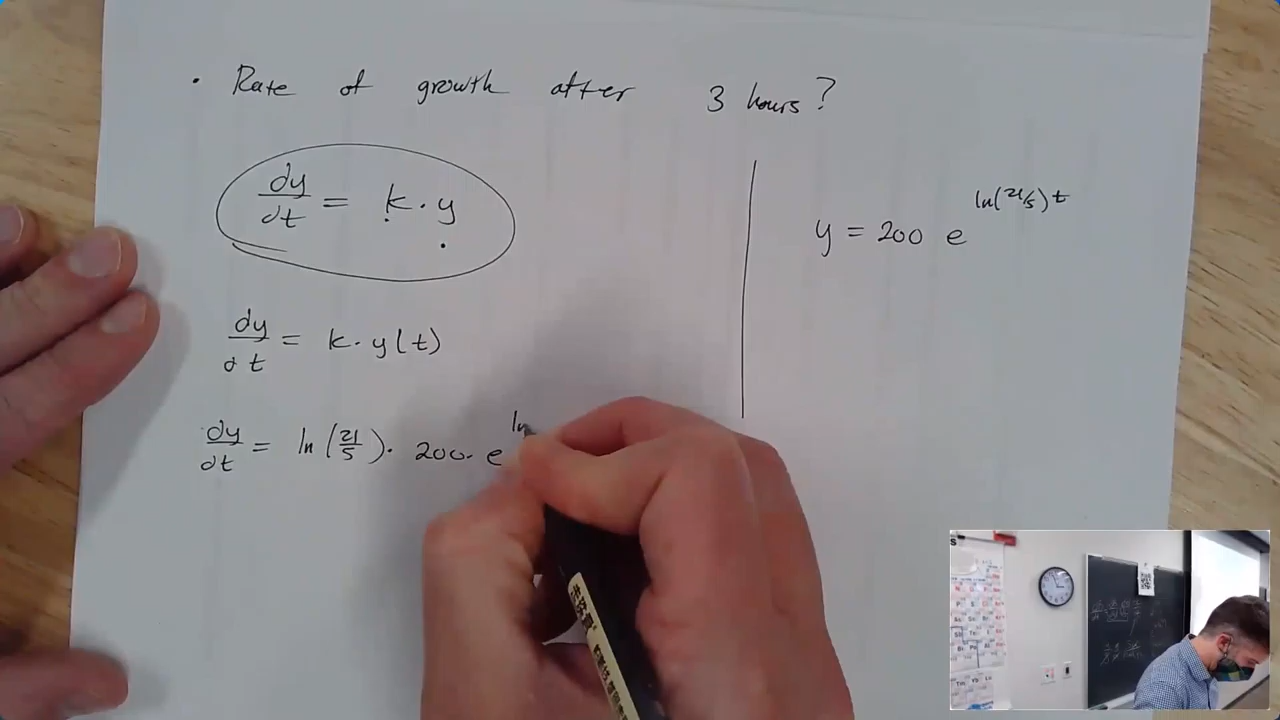 • Rate of growth after 3 hours?
dy/dt = k · y
y = 200 e^ln(21/5)t
dy/dt = k · y(t)
dy/dt = ln(21/5) · 200 · e^ln